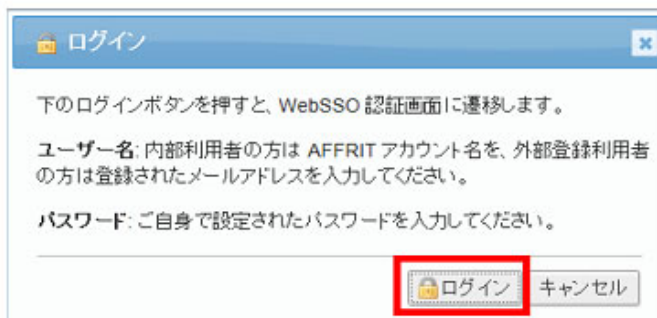 ログイン
下のログインボタンを押すと、WebSSO 認証画面に遷移します。
ユーザー名: 内部利用者の方は AFFRIT アカウント名を、外部登録利用者
の方は登録されたメールアドレスを入力してください。
パスワード: ご自身で設定されたパスワードを入力してください。
ログイン キャンセル